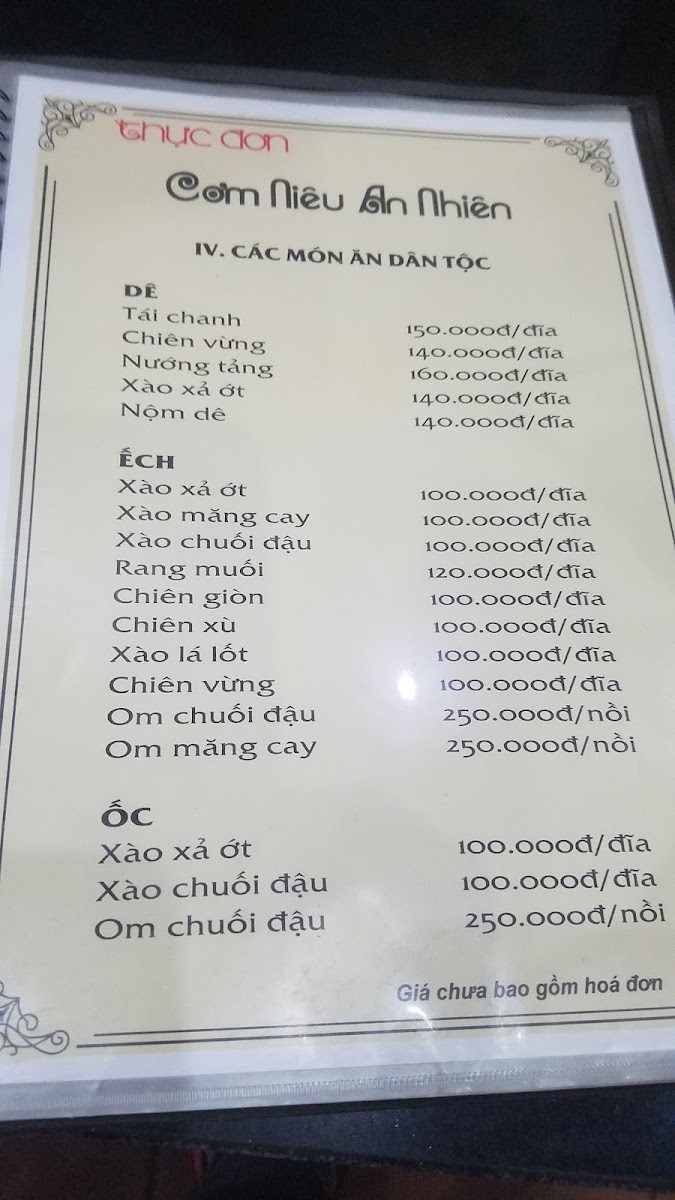 thực đơn
Cơm Niêu An Nhiên
IV. CÁC MÓN ĂN DÂN TỘC
DÊ
Tái chanh 150.000đ/đĩa
Chiên vừng 140.000đ/đĩa
Nướng tảng 160.000đ/đĩa
Xào xả ớt 140.000đ/đĩa
Nộm dê 140.000đ/đĩa
ẾCH
Xào xả ớt 100.000đ/đĩa
Xào măng cay 100.000đ/đĩa
Xào chuối đậu 100.000đ/đĩa
Rang muối 120.000đ/đĩa
Chiên giòn 100.000đ/đĩa
Chiên xù 100.000đ/đĩa
Xào lá lốt 100.000đ/đĩa
Chiên vừng 100.000đ/đĩa
Om chuối đậu 250.000đ/nồi
Om măng cay 250.000đ/nồi
ỐC
Xào xả ớt 100.000đ/đĩa
Xào chuối đậu 100.000đ/đĩa
Om chuối đậu 250.000đ/nồi
Giá chưa bao gồm hoá đơn